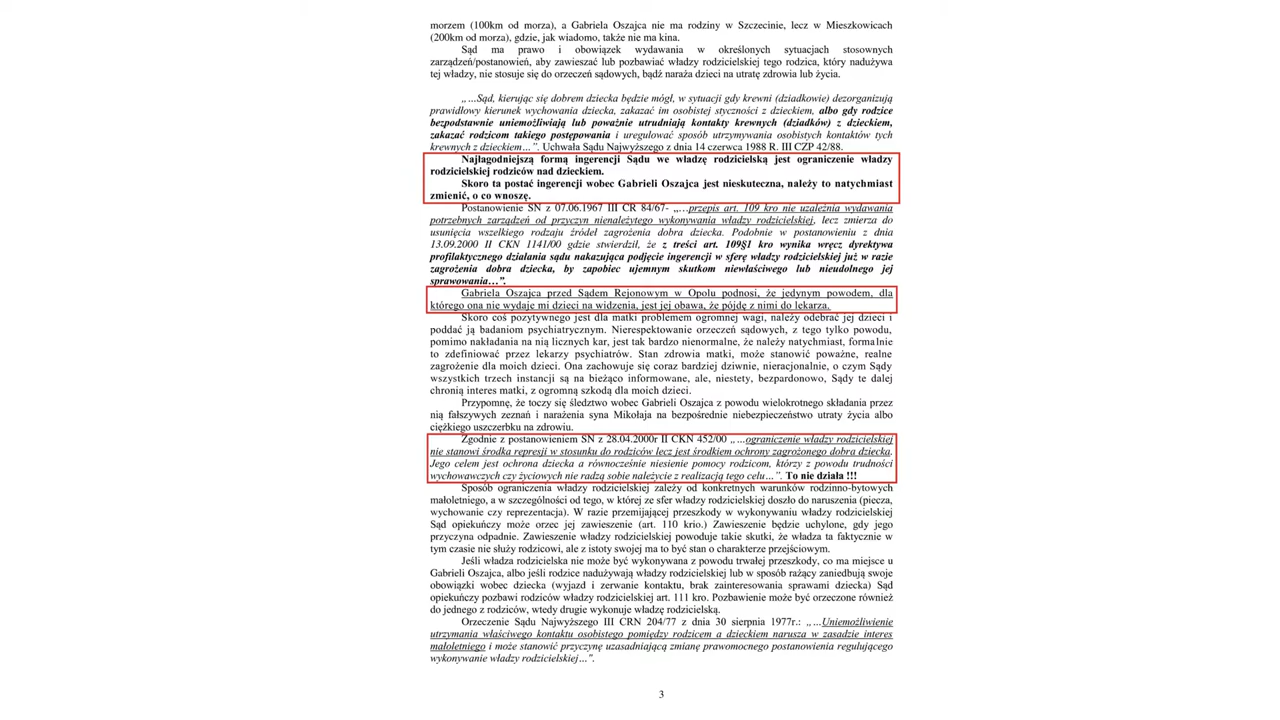 morzem (100km od morza), a Gabriela Oszajca nie ma rodziny w Szczecinie, lecz w Mieszkowicach
(200km od morza), gdzie, jak wiadomo, także nie ma kina.
Sąd ma prawo i obowiązek wydawania w określonych sytuacjach stosownych
zarządzeń/postanowień, aby zawieszać lub pozbawiać władzy rodzicielskiej tego rodzica, który nadużywa
tej władzy, nie stosuje się do orzeczeń sądowych, bądź naraża dzieci na utratę zdrowia lub życia.
„…Sąd, kierując się dobrem dziecka będzie mógł, w sytuacji gdy krewni (dziadkowie) dezorganizują
prawidłowy kierunek wychowania dziecka, zakazać im osobistej styczności z dzieckiem, albo gdy rodzice
bezpodstawnie uniemożliwiają lub poważnie utrudniają kontakty krewnych (dziadków) z dzieckiem,
zakazać rodzicom takiego postępowania i uregulować sposób utrzymywania osobistych kontaktów tych
krewnych z dzieckiem…”. Uchwała Sądu Najwyższego z dnia 14 czerwca 1988 R. III CZP 42/88.
Najłagodniejszą formą ingerencji Sądu we władzę rodzicielską jest ograniczenie władzy
rodzicielskiej rodziców nad dzieckiem.
Skoro ta postać ingerencji wobec Gabrieli Oszajca jest nieskuteczna, należy to natychmiast
zmienić, o co wnoszę.
Postanowienie SN z 07.06.1967 III CR 84/67- „…przepis art. 109 kro nie uzależnia wydawania
potrzebnych zarządzeń od przyczyn nienależytego wykonywania władzy rodzicielskiej, lecz zmierza do
usunięcia wszelkiego rodzaju źródeł zagrożenia dobra dziecka. Podobnie w postanowieniu z dnia
13.09.2000 II CKN 1141/00 gdzie stwierdził, że z treści art. 109§1 kro wynika wręcz dyrektywa
profilaktycznego działania sądu nakazująca podjęcie ingerencji w sferę władzy rodzicielskiej już w razie
zagrożenia dobra dziecka, by zapobiec ujemnym skutkom niewłaściwego lub nieudolnego jej
sprawowania…”.
Gabriela Oszajca przed Sądem Rejonowym w Opolu podnosi, że jedynym powodem, dla
którego ona nie wydaje mi dzieci na widzenia, jest jej obawa, że pójdę z nimi do lekarza.
Skoro coś pozytywnego jest dla matki problemem ogromnej wagi, należy odebrać jej dzieci i
poddać ją badaniom psychiatrycznym. Nierespektowanie orzeczeń sądowych, z tego tylko powodu,
pomimo nakładania na nią licznych kar, jest tak bardzo nienormalne, że należy natychmiast, formalnie
to zdefiniować przez lekarzy psychiatrów. Stan zdrowia matki, może stanowić poważne, realne
zagrożenie dla moich dzieci. Ona zachowuje się coraz bardziej dziwnie, nieracjonalnie, o czym Sądy
wszystkich trzech instancji są na bieżąco informowane, ale, niestety, bezpardonowo, Sądy te dalej
chronią interes matki, z ogromną szkodą dla moich dzieci.
Przypomnę, że toczy się śledztwo wobec Gabrieli Oszajca z powodu wielokrotnego składania przez
nią fałszywych zeznań i narażenia syna Mikołaja na bezpośrednie niebezpieczeństwo utraty życia albo
ciężkiego uszczerbku na zdrowiu.
Zgodnie z postanowieniem SN z 28.04.2000r II CKN 452/00 „…ograniczenie władzy rodzicielskiej
nie stanowi środka represji w stosunku do rodziców lecz jest środkiem ochrony zagrożonego dobra dziecka.
Jego celem jest ochrona dziecka a równocześnie niesienie pomocy rodzicom, którzy z powodu trudności
wychowawczych czy życiowych nie radzą sobie należycie z realizacją tego celu…”. To nie działa !!!
Sposób ograniczenia władzy rodzicielskiej zależy od konkretnych warunków rodzinno-bytowych
małoletniego, a w szczególności od tego, w której ze sfer władzy rodzicielskiej doszło do naruszenia (piecza,
wychowanie czy reprezentacja). W razie przemijającej przeszkody w wykonywaniu władzy rodzicielskiej
Sąd opiekuńczy może orzec jej zawieszenie (art. 110 krio.) Zawieszenie będzie uchylone, gdy jego
przyczyna odpadnie. Zawieszenie władzy rodzicielskiej powoduje takie skutki, że władza ta faktycznie w
tym czasie nie służy rodzicowi, ale z istoty swojej ma to być stan o charakterze przejściowym.
Jeśli władza rodzicielska nie może być wykonywana z powodu trwałej przeszkody, co ma miejsce u
Gabrieli Oszajca, albo jeśli rodzice nadużywają władzy rodzicielskiej lub w sposób rażący zaniedbują swoje
obowiązki wobec dziecka (wyjazd i zerwanie kontaktu, brak zainteresowania sprawami dziecka) Sąd
opiekuńczy pozbawi rodziców władzy rodzicielskiej art. 111 kro. Pozbawienie może być orzeczone również
do jednego z rodziców, wtedy drugie wykonuje władzę rodzicielską.
Orzeczenie Sądu Najwyższego III CRN 204/77 z dnia 30 sierpnia 1977r.: „…Uniemożliwienie
utrzymania właściwego kontaktu osobistego pomiędzy rodzicem a dzieckiem narusza w zasadzie interes
małoletniego i może stanowić przyczynę uzasadniającą zmianę prawomocnego postanowienia regulującego
wykonywanie władzy rodzicielskiej…”.
3